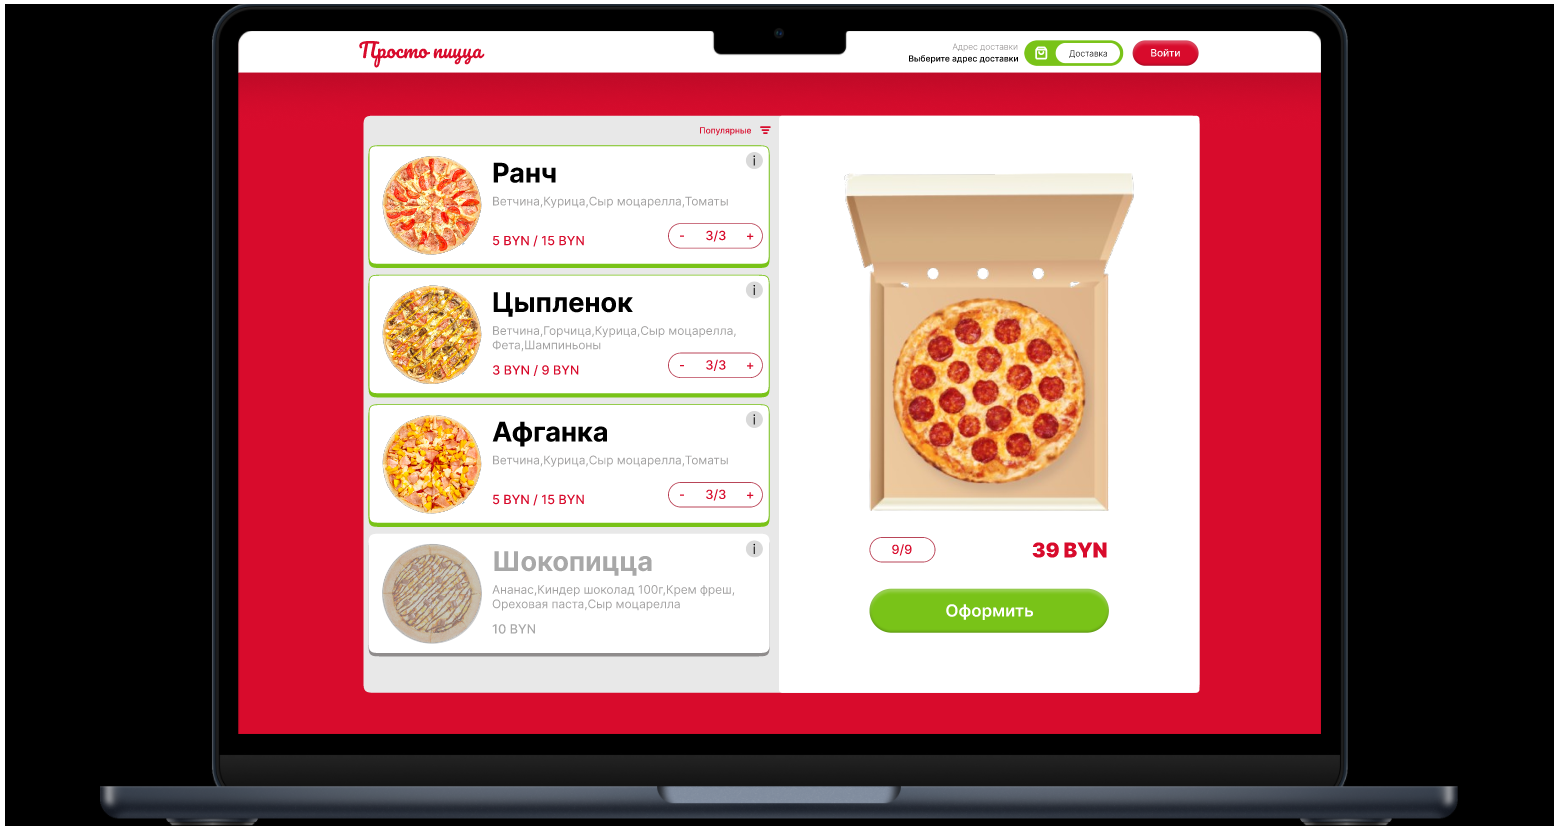 Просто пицца
Адрес доставки
Выберите адрес доставки
Доставка
Войти
Популярные
Ранч
i
Ветчина,Курица,Сыр моцарелла,Томаты
5 BYN / 15 BYN
- 3/3 +
Цыпленок
i
Ветчина,Горчица,Курица,Сыр моцарелла,
Фета,Шампиньоны
3 BYN / 9 BYN
- 3/3 +
Афганка
i
Ветчина,Курица,Сыр моцарелла,Томаты
5 BYN / 15 BYN
- 3/3 +
Шокопицца
i
Ананас,Киндер шоколад 100г,Крем фреш,
Ореховая паста,Сыр моцарелла
10 BYN
9/9
39 BYN
Оформить